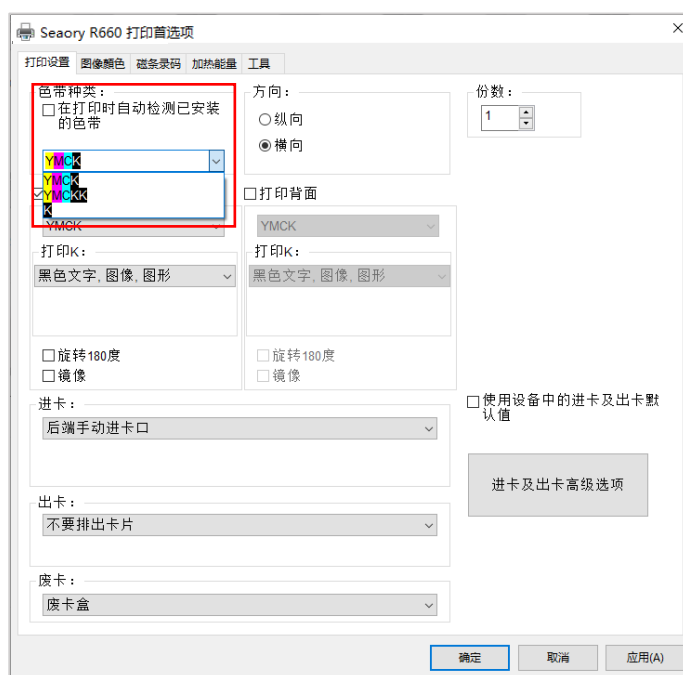 Seaory R660 打印首选项
打印设置 图像顏色 磁条录码 加热能量 工具
色带种类：
在打印时自动检测已安装
的色带
YMCK
YMCK
YMCKK
K
方向：
纵向
横向
份数：
1
打印背面
YMCK
YMCK
打印K：
黑色文字, 图像, 图形
打印K：
黑色文字, 图像, 图形
旋转180度
镜像
旋转180度
镜像
进卡：
后端手动进卡口
使用设备中的进卡及出卡默
认值
进卡及出卡高级选项
出卡：
不要排出卡片
废卡：
废卡盒
确定 取消 应用(A)